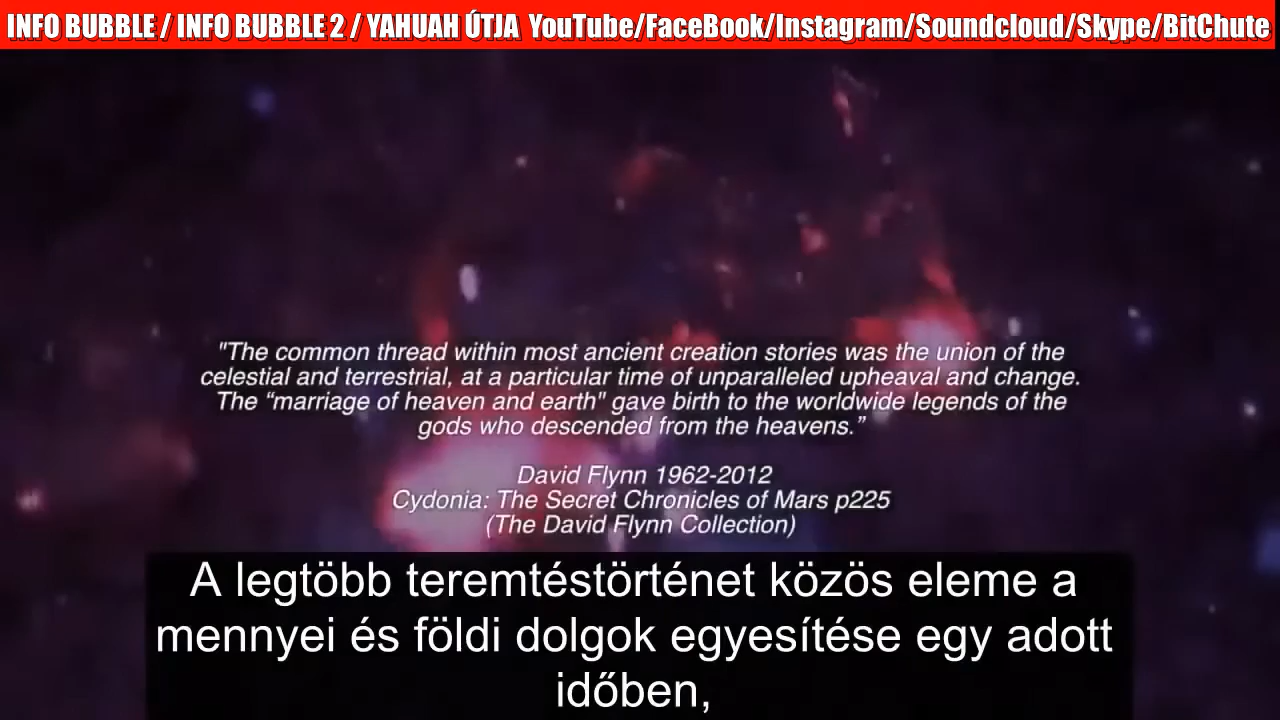 INFO BUBBLE / INFO BUBBLE 2 / YAHUAH ÚTJA YouTube/FaceBook/Instagram/Soundcloud/Skype/BitChute
"The common thread within most ancient creation stories was the union of the
celestial and terrestrial, at a particular time of unparalleled upheaval and change.
The “marriage of heaven and earth" gave birth to the worldwide legends of the
gods who descended from the heavens.”
David Flynn 1962-2012
Cydonia: The Secret Chronicles of Mars p225
(The David Flynn Collection)
A legtöbb teremtéstörténet közös eleme a
mennyei és földi dolgok egyesítése egy adott
időben,